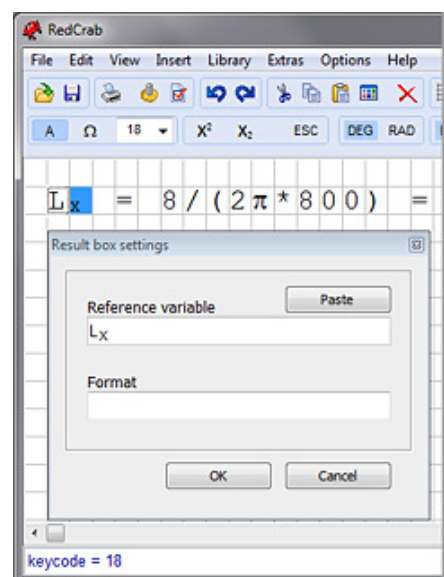 RedCrab
File Edit View Insert Library Extras Options Help
A Ω 18 X² X₂ ESC DEG RAD
Lₓ = 8/(2π*800) =
Result box settings
Reference variable Paste
Lₓ
Format
OK Cancel
keycode = 18